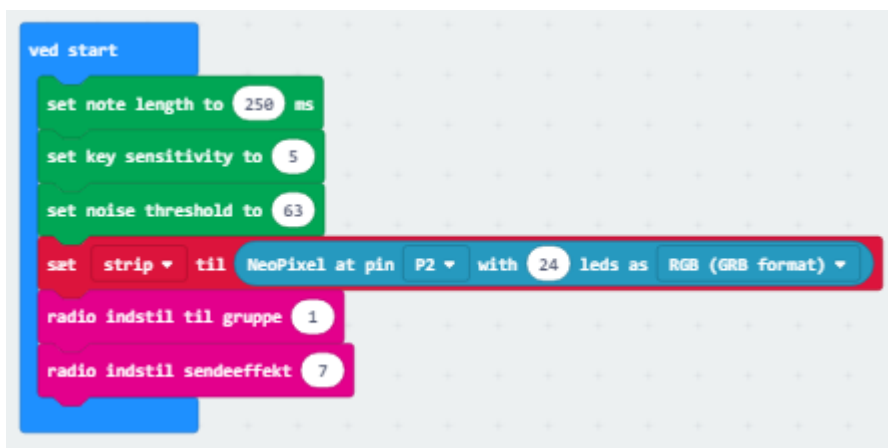 ved start
set note length to 250 ms
set key sensitivity to 5
set noise threshold to 63
sæt strip til NeoPixel at pin P2 with 24 leds as RGB (GRB format)
radio indstil til gruppe 1
radio indstil sendeeffekt 7